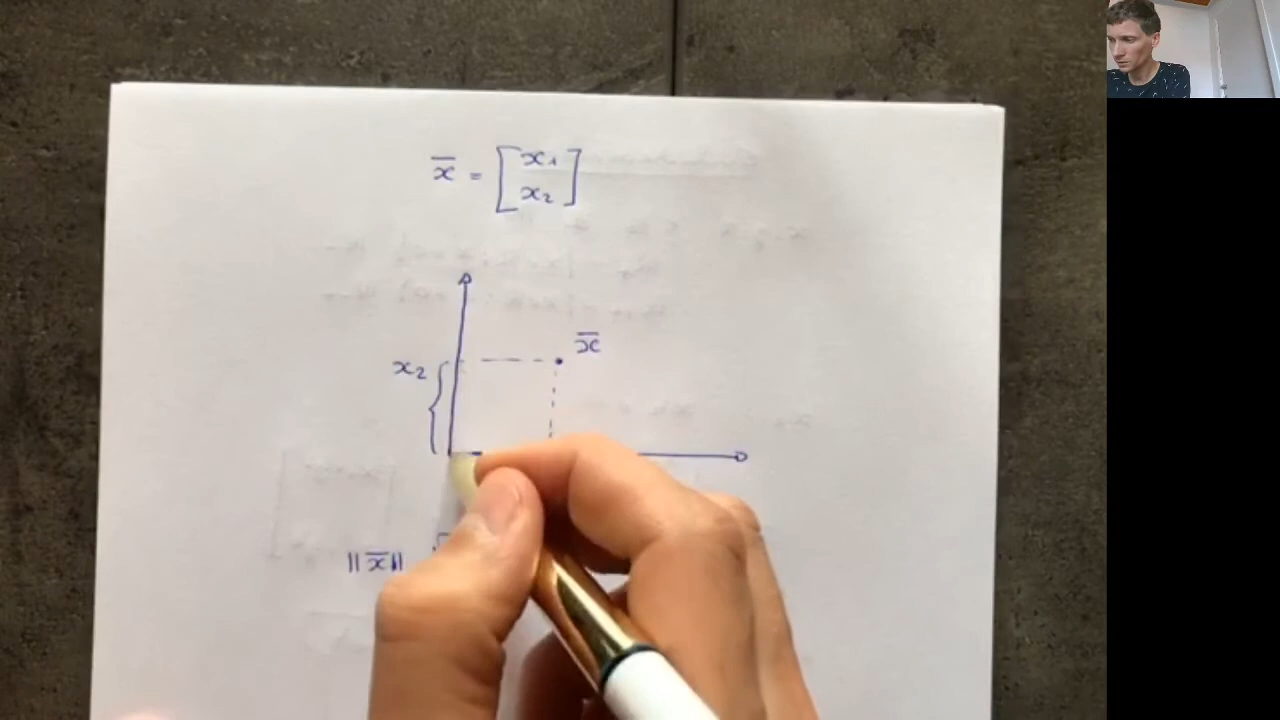 x̅ = [x₁
x₂]
x̅
x₂
||x̅||